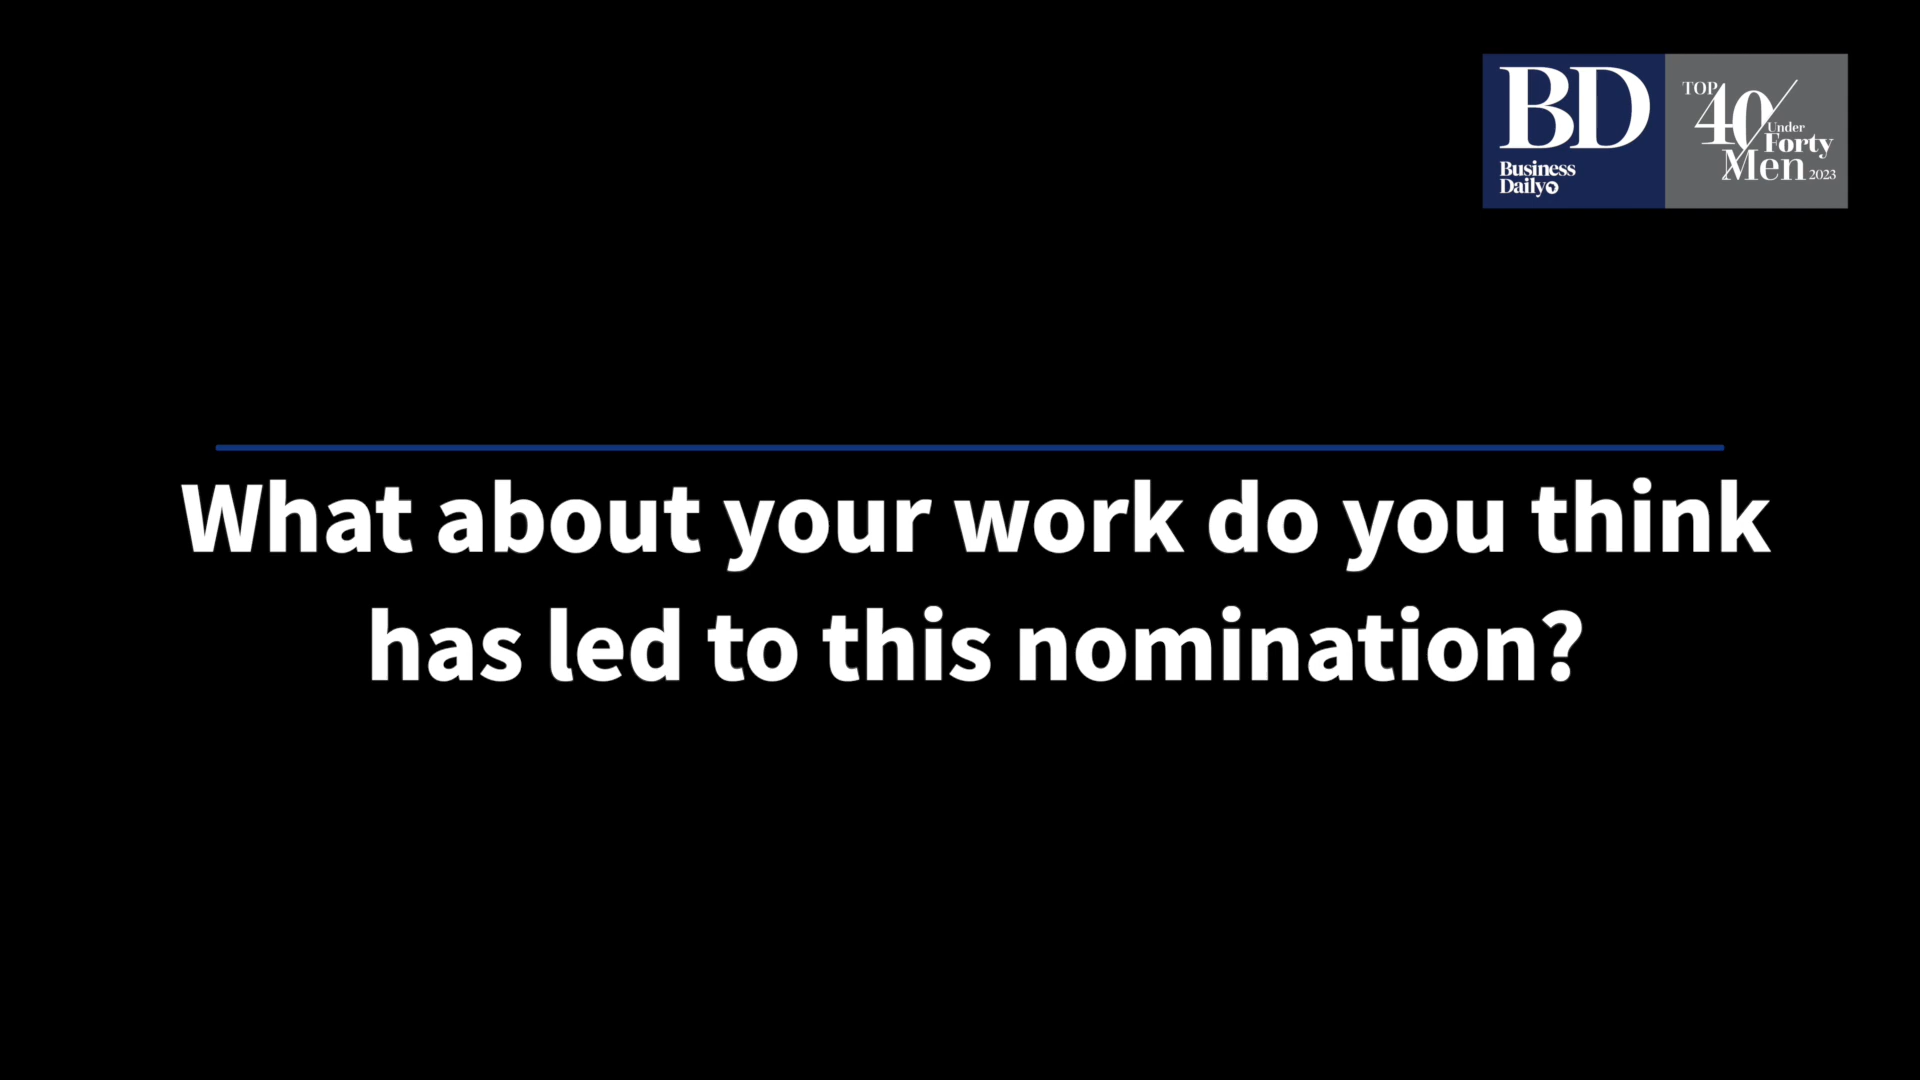 BD
Business
Daily
TOP
40
Under
Forty
Men 2023
What about your work do you think
has led to this nomination?